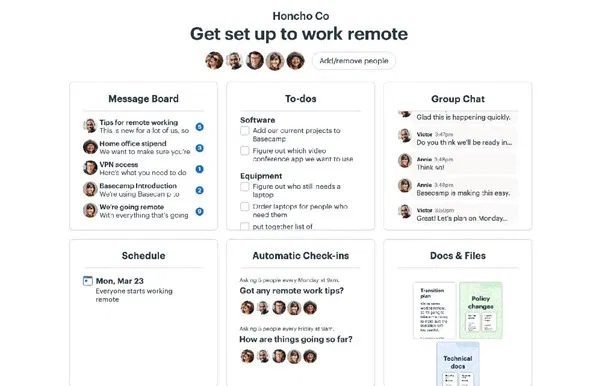 Honcho Co
Get set up to work remote
Add/remove people
Message Board
Tips for remote working
This is new for a lot of us, so
5
Home office stipend
We want to make sure you're
3
VPN access
Here's what you need to do
1
Basecamp Introduction
We're using Basecamp to
2
We're going remote
With everything that's going
9
To-dos
Software
Add our current projects to
Basecamp
Figure out which video
conference app we want to use
Equipment
Figure out who still needs a
laptop
Order laptops for people who
need them
put together list of
Group Chat
Glad this is happening quickly.
Victor 3:47pm
Do you think we'll be ready in...
Annie 3:48pm
Think so!
Annie 3:48pm
Basecamp is making this easy.
Victor 3:50pm
Great! Let's plan on Monday...
Schedule
Mon, Mar 23
Everyone starts working
remote
Automatic Check-ins
Asking 5 people every Monday at 9am.
Got any remote work tips?
Asking 5 people every Friday at 9am.
How are things going so far?
Docs & Files
Transition
plan
Policy
changes
Technical
docs